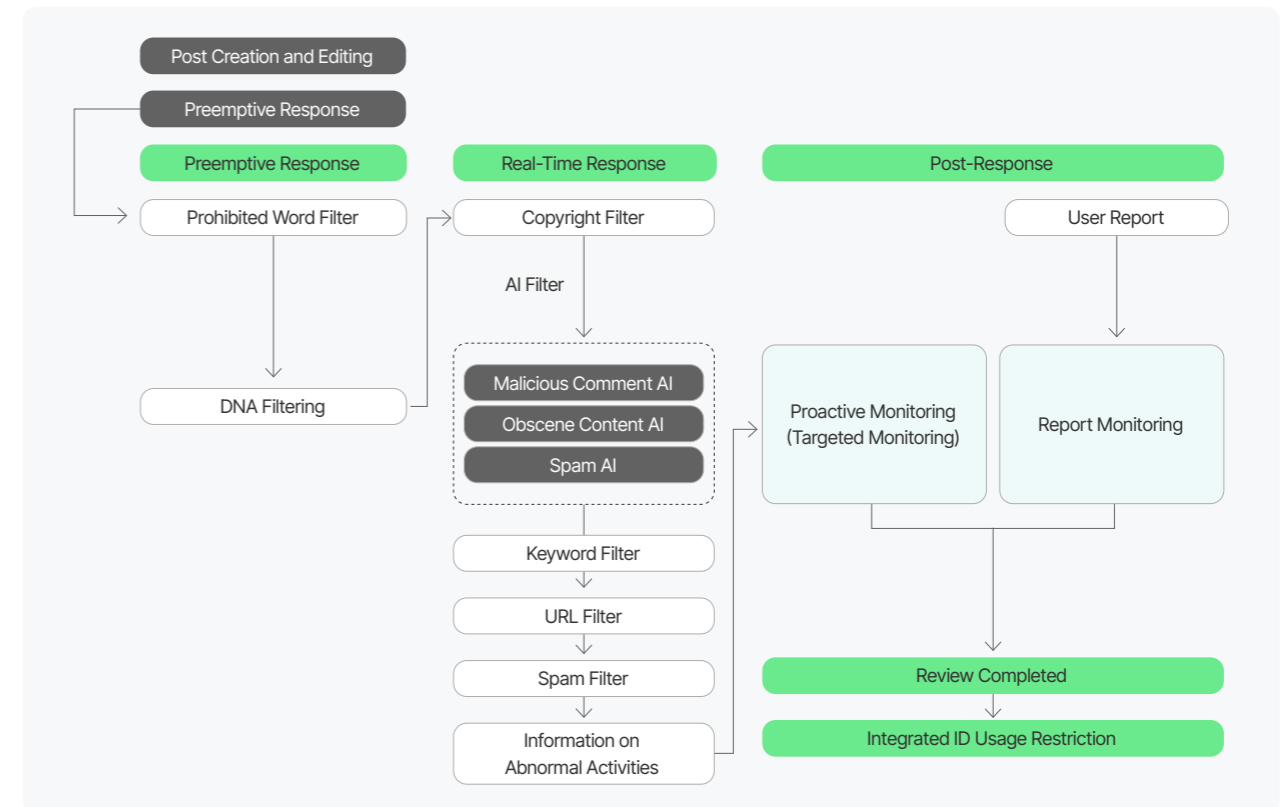 Post Creation and Editing
Preemptive Response
Preemptive Response
Prohibited Word Filter
DNA Filtering
Real-Time Response
Copyright Filter
AI Filter
Malicious Comment AI
Obscene Content AI
Spam AI
Keyword Filter
URL Filter
Spam Filter
Information on
Abnormal Activities
Post-Response
User Report
Proactive Monitoring
(Targeted Monitoring)
Report Monitoring
Review Completed
Integrated ID Usage Restriction